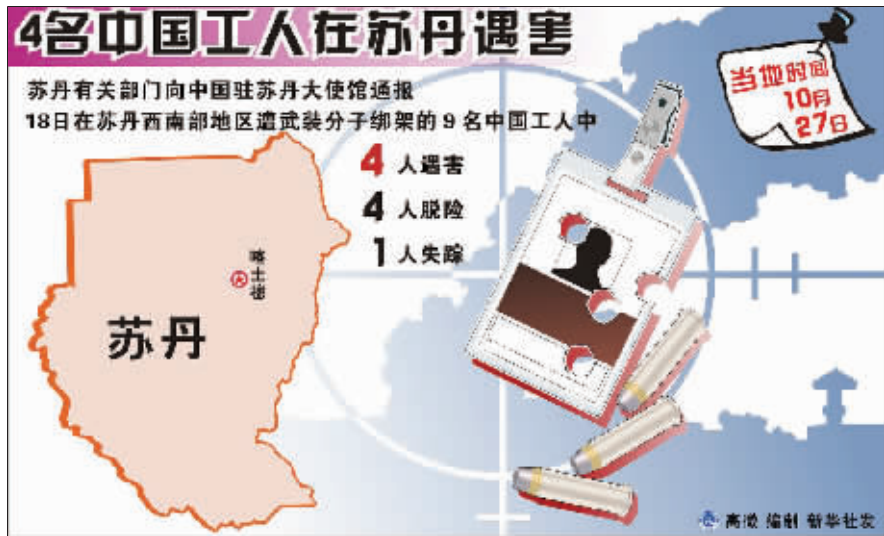 4名中国工人在苏丹遇害
苏丹有关部门向中国驻苏丹大使馆通报
18日在苏丹西南部地区遭武装分子绑架的9名中国工人中
4人遇害
4人脱险
1人失踪
当地时间
10月
27日
喀土穆
苏丹
高微 编制 新华社发